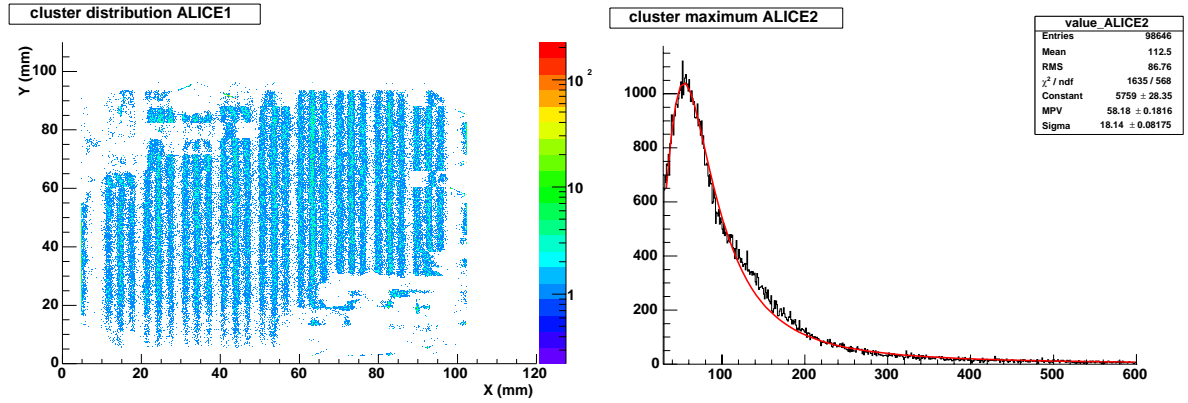 cluster distribution ALICE1
Y (mm)
100
80
60
40
20
0
0 20 40 60 80 100 120
X (mm)
10 2
10
1
cluster maximum ALICE2
1000
800
600
400
200
0
100 200 300 400 500 600
value_ALICE2
Entries 98646
Mean 112.5
RMS 86.76
χ² / ndf 1635 / 568
Constant 5759 ± 28.35
MPV 58.18 ± 0.1816
Sigma 18.14 ± 0.08175